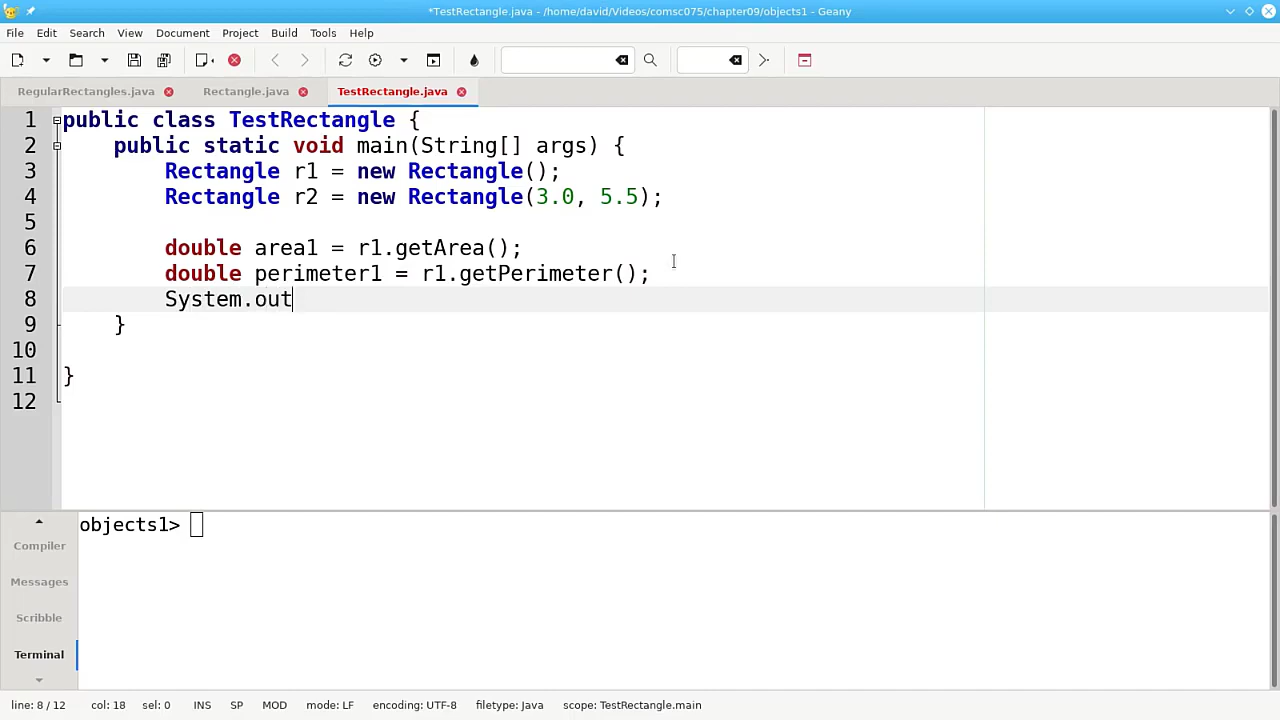 *TestRectangle.java - /home/david/Videos/comsc075/chapter09/objects1 - Geany
File Edit Search View Document Project Build Tools Help
RegularRectangles.java Rectangle.java TestRectangle.java
1 public class TestRectangle {
2 public static void main(String[] args) {
3 Rectangle r1 = new Rectangle();
4 Rectangle r2 = new Rectangle(3.0, 5.5);
5
6 double area1 = r1.getArea();
7 double perimeter1 = r1.getPerimeter();
8 System.out
9 }
10
11 }
12
objects1>
Compiler
Messages
Scribble
Terminal
line: 8 / 12 col: 18 sel: 0 INS SP MOD mode: LF encoding: UTF-8 filetype: Java scope: TestRectangle.main